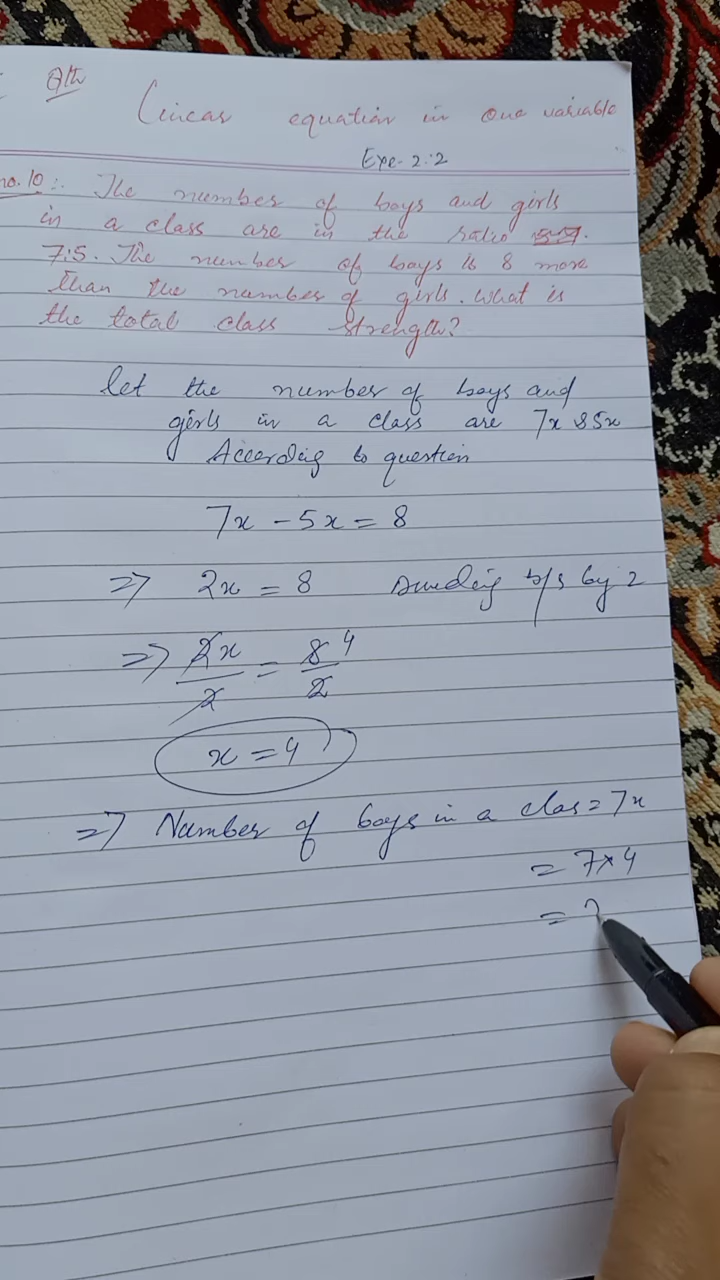 8th
Linear equation in one variable
Exe-2.2
no. 10:- The number of boys and girls
in a class are in the ratio
7:5. The number of boys is 8 more
than the number of girls. what is
the total class strength?
let the number of boys and
girls in a class are 7x & 5x
According to question
7x - 5x = 8
=> 2x = 8 Dividing b/s by 2
=> 2x/2 = 8/2 4
x = 4
=> Number of boys in a clas = 7x
= 7×4
= 2